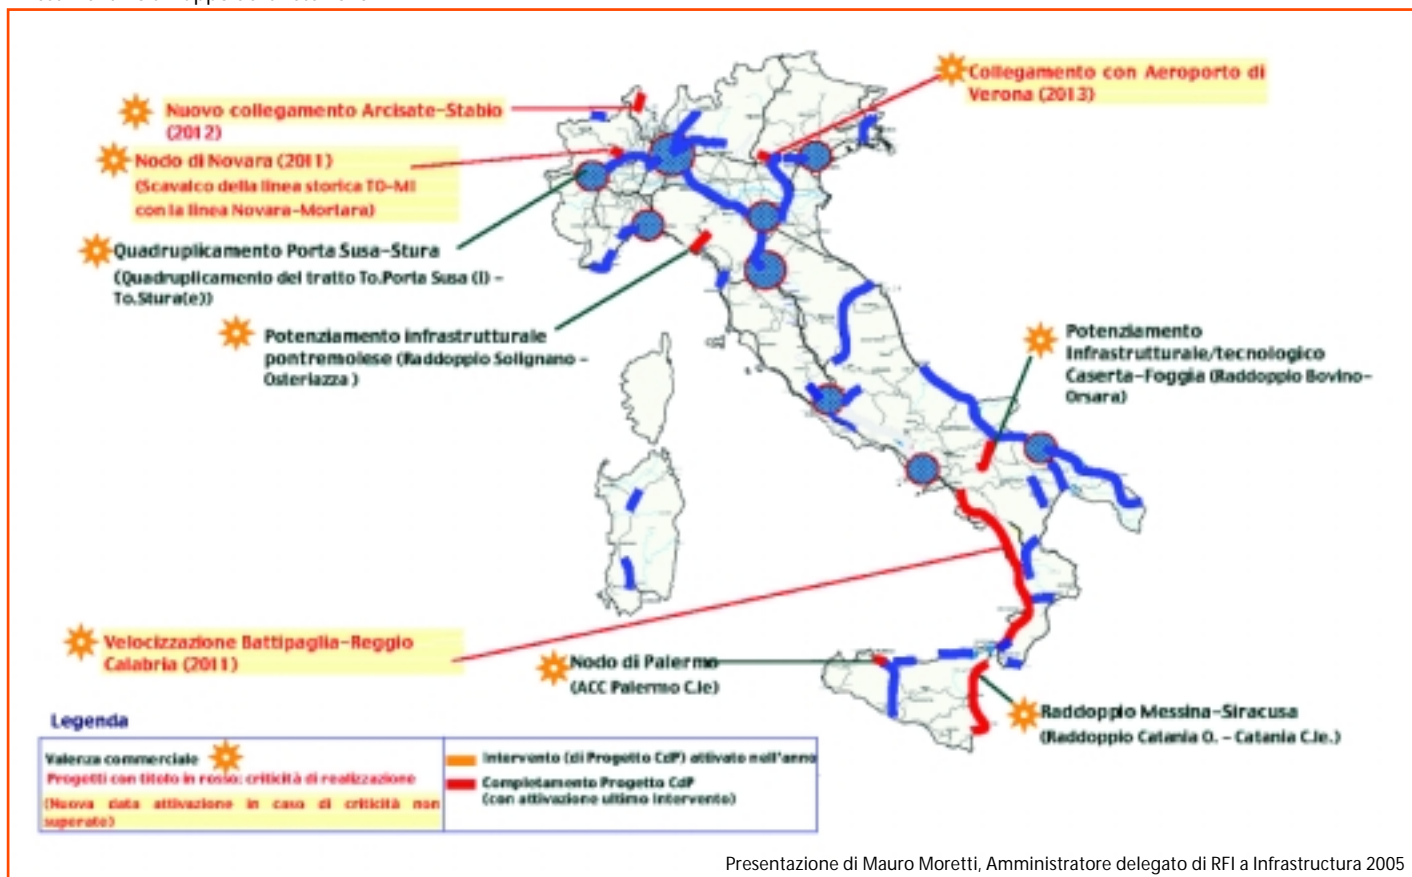 Collegamento con Aeroporto di
Verona (2013)
Nuovo collegamento Arcisate-Stabio
(2012)
Nodo di Novara (2011)
(Scavalco della linea storica TO-MI
con la linea Novara-Mortara)
Quadruplicamento Porta Susa-Stura
(Quadruplicamento del tratto To.Porta Susa (i) -
To.Stura(e))
Potenziamento infrastrutturale
pontremolese (Raddoppio Solignano -
Osteriazza )
Potenziamento
Infrastrutturale/tecnologico
Caserta-Foggia (Raddoppio Bovino-
Orsara)
Velocizzazione Battipaglia-Reggio
Calabria (2011)
Nodo di Palermo
(ACC Palermo C.le)
Raddoppio Messina-Siracusa
(Raddoppio Catania O. - Catania C.le.)
Legenda
Valenza commerciale
Progetti con titolo in rosso: criticità di realizzazione
(Nuova data attivazione in caso di criticità non
superate)
Intervento (di Progetto CdP) attivato nell'anno
Completamento Progetto CdP
(con attivazione ultimo Intervento)
Presentazione di Mauro Moretti, Amministratore delegato di RFI a Infrastructura 2005